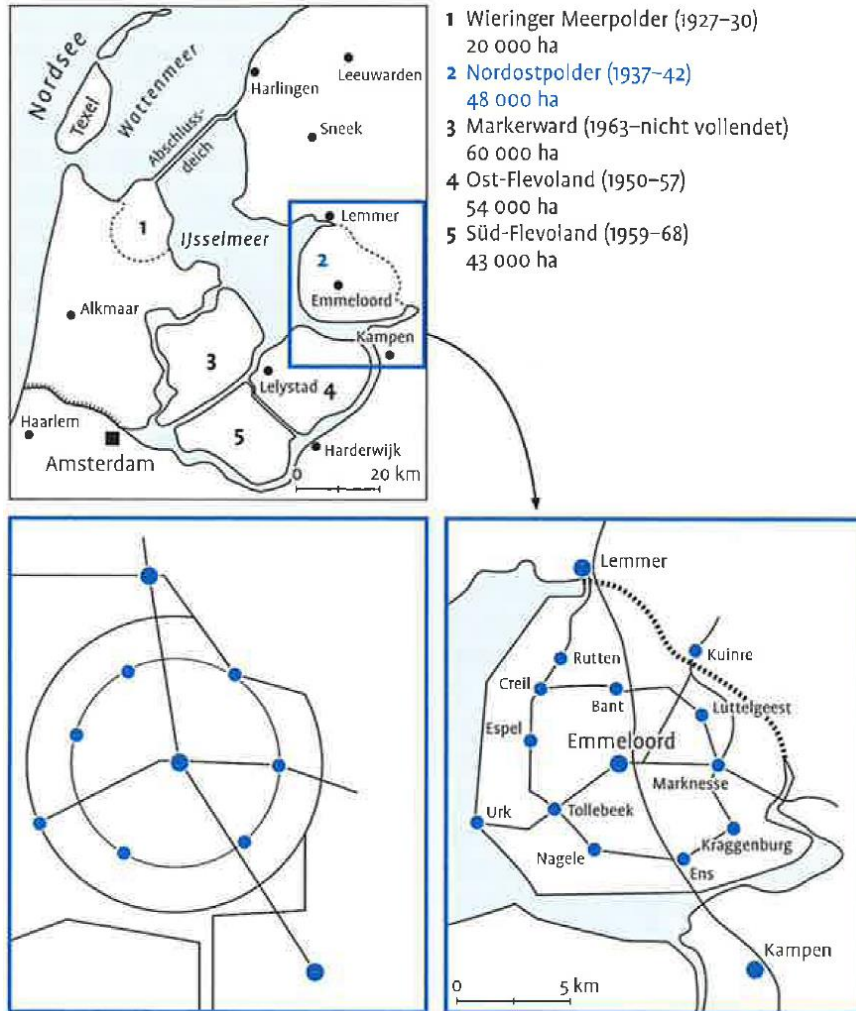 Nordsee
Texel
Wattenmeer
Abschluss-
deich
Harlingen
Leeuwarden
Sneek
1
IJsselmeer
Lemmer
2
Emmeloord
Alkmaar
3
Kampen
Lelystad
4
5
Haarlem
Amsterdam
Harderwijk
0 20 km
1 Wieringer Meerpolder (1927–30)
20 000 ha
2 Nordostpolder (1937–42)
48 000 ha
3 Markerward (1963–nicht vollendet)
60 000 ha
4 Ost-Flevoland (1950–57)
54 000 ha
5 Süd-Flevoland (1959–68)
43 000 ha
Lemmer
Rutten
Kuinre
Creil
Bant
Luttelgeest
Espel
Emmeloord
Marknesse
Urk
Tollebeek
Kraggenburg
Nagele
Ens
Kampen
0 5 km